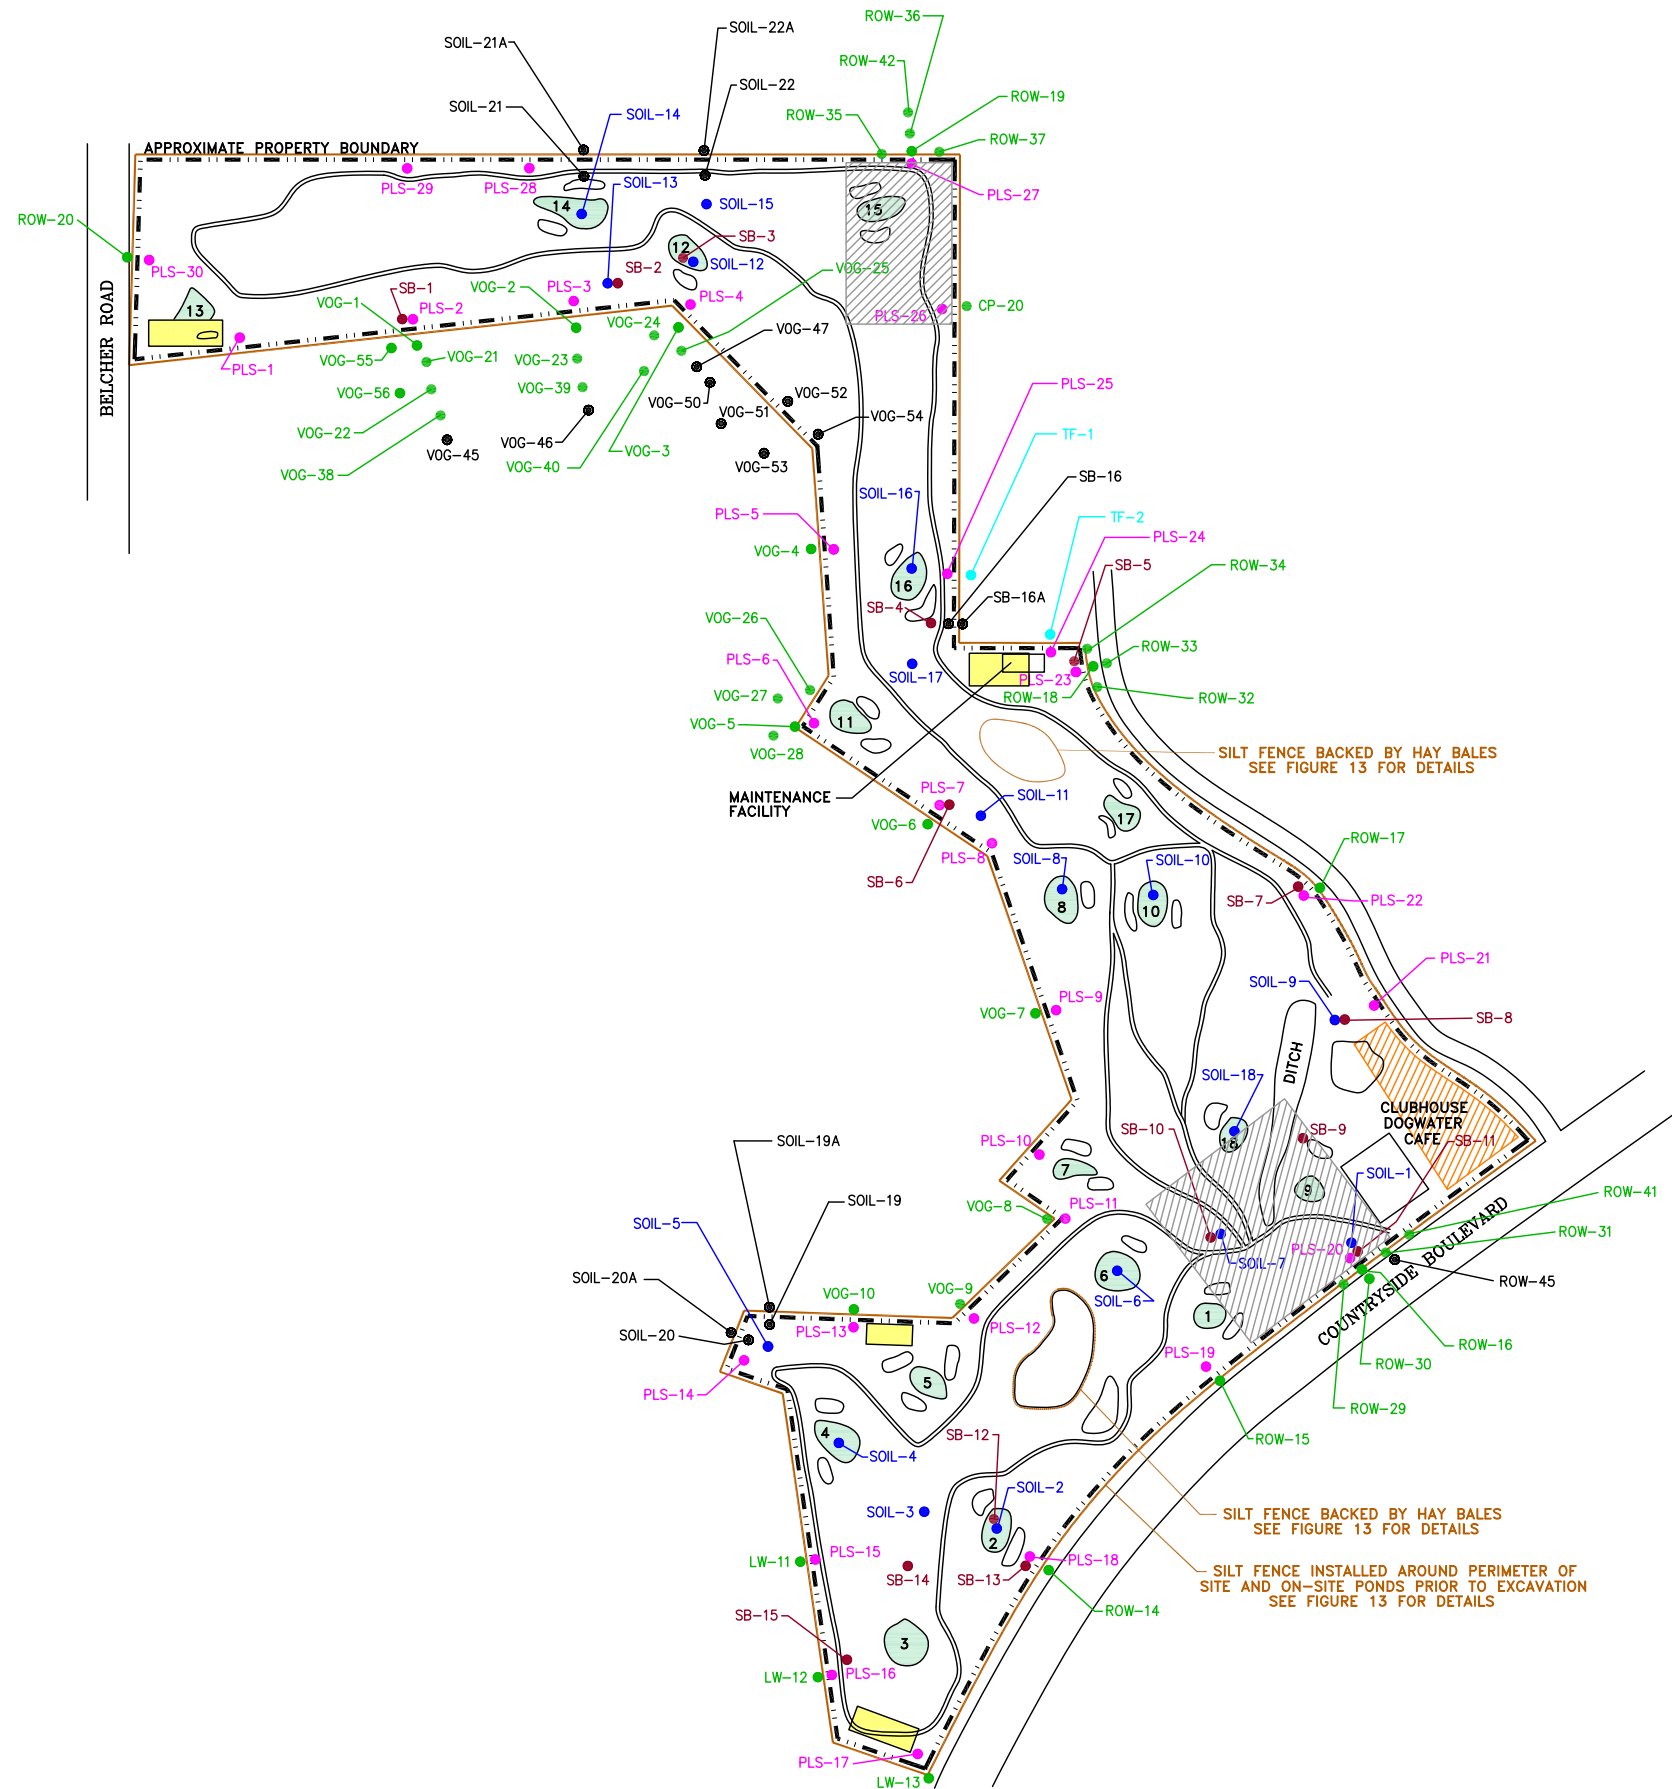 ROW-36
SOIL-22A
SOIL-21A
ROW-42
SOIL-22
ROW-19
SOIL-21
SOIL-14
ROW-35
ROW-37
APPROXIMATE PROPERTY BOUNDARY
PLS-29
PLS-28
SOIL-13
PLS-27
14
SOIL-15
15
ROW-20
SB-3
12
SOIL-12
PLS-30
SB-2
VOG-25
BELCHER ROAD
13
VOG-1
SB-1
PLS-2
VOG-2
PLS-3
PLS-4
CP-20
PLS-26
VOG-24
VOG-47
VOG-55
VOG-21
VOG-23
PLS-1
VOG-56
VOG-39
PLS-25
VOG-52
VOG-50
VOG-51
VOG-54
VOG-22
VOG-46
VOG-3
TF-1
VOG-45
VOG-53
VOG-38
VOG-40
SB-16
SOIL-16
PLS-5
TF-2
PLS-24
VOG-4
SB-5
ROW-34
16
SB-16A
SB-4
VOG-26
ROW-33
PLS-6
SOIL-17
PLS-23
ROW-18
ROW-32
VOG-27
VOG-5
11
VOG-28
SILT FENCE BACKED BY HAY BALES
SEE FIGURE 13 FOR DETAILS
MAINTENANCE
FACILITY
PLS-7
SOIL-11
17
VOG-6
ROW-17
PLS-8
SOIL-8
SOIL-10
SB-6
8
10
SB-7
PLS-22
PLS-21
SOIL-9
PLS-9
VOG-7
SB-8
DITCH
SOIL-18
CLUBHOUSE
DOGWATER
CAFE
SB-10
18
SB-9
SB-11
SOIL-19A
PLS-10
7
SOIL-1
9
ROW-41
SOIL-19
PLS-11
VOG-8
SOIL-5
COUNTRYSIDE BOULEVARD
ROW-31
PLS-20
SOIL-7
SOIL-20A
6
ROW-45
VOG-10
VOG-9
SOIL-6
1
SOIL-20
PLS-13
PLS-12
ROW-16
PLS-19
ROW-30
5
PLS-14
ROW-29
4
SB-12
ROW-15
SOIL-4
SOIL-2
SOIL-3
SILT FENCE BACKED BY HAY BALES
SEE FIGURE 13 FOR DETAILS
2
PLS-15
LW-11
PLS-18
SB-14
SB-13
SILT FENCE INSTALLED AROUND PERIMETER OF
SITE AND ON-SITE PONDS PRIOR TO EXCAVATION
SEE FIGURE 13 FOR DETAILS
SB-15
ROW-14
3
LW-12
PLS-16
PLS-17
LW-13